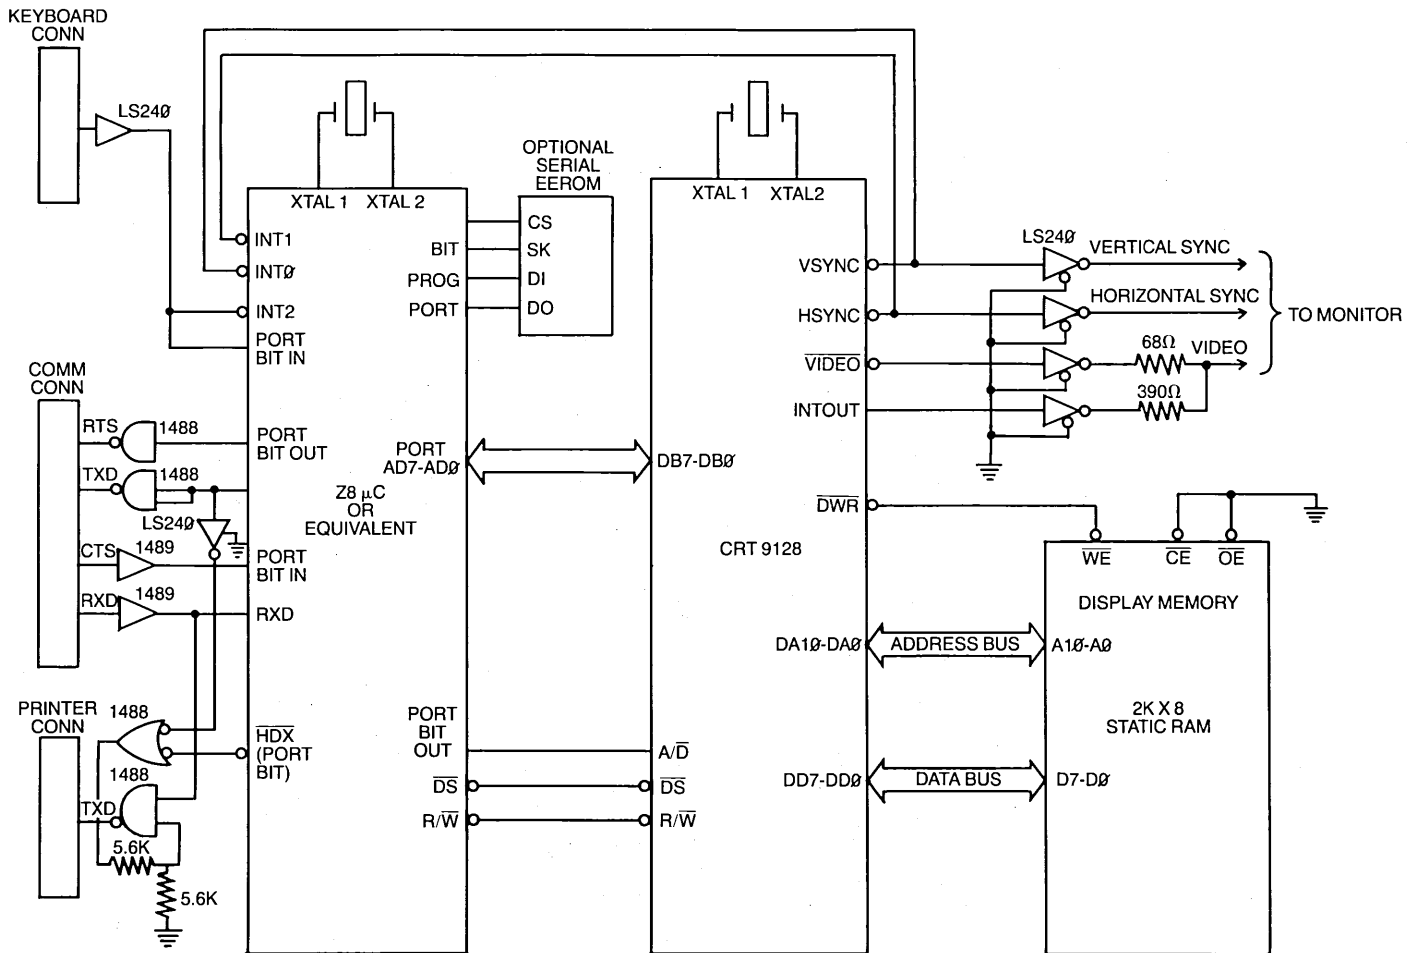 KEYBOARD
CONN
LS240
XTAL 1
XTAL 2
INT1
INT0
INT2
PORT
BIT IN
OPTIONAL
SERIAL
EEROM
CS
BIT
SK
PROG
DI
PORT
DO
XTAL 1
XTAL2
VSYNC
HSYNC
VIDEO
INTOUT
LS240
VERTICAL SYNC
HORIZONTAL SYNC
68Ω
VIDEO
390Ω
TO MONITOR
COMM
CONN
RTS
1488
PORT
BIT OUT
TXD
1488
LS240
CTS
1489
PORT
BIT IN
RXD
1489
RXD
PORT
AD7-AD0
Z8 µC
OR
EQUIVALENT
DB7-DB0
DWR
CRT 9128
WE
CE
OE
DISPLAY MEMORY
DA10-DA0
ADDRESS BUS
A10-A0
2K X 8
STATIC RAM
DD7-DD0
DATA BUS
D7-D0
PRINTER
CONN
1488
HDX
(PORT
BIT)
1488
TXD
5.6K
5.6K
PORT
BIT
OUT
A/D
DS
DS
R/W
R/W